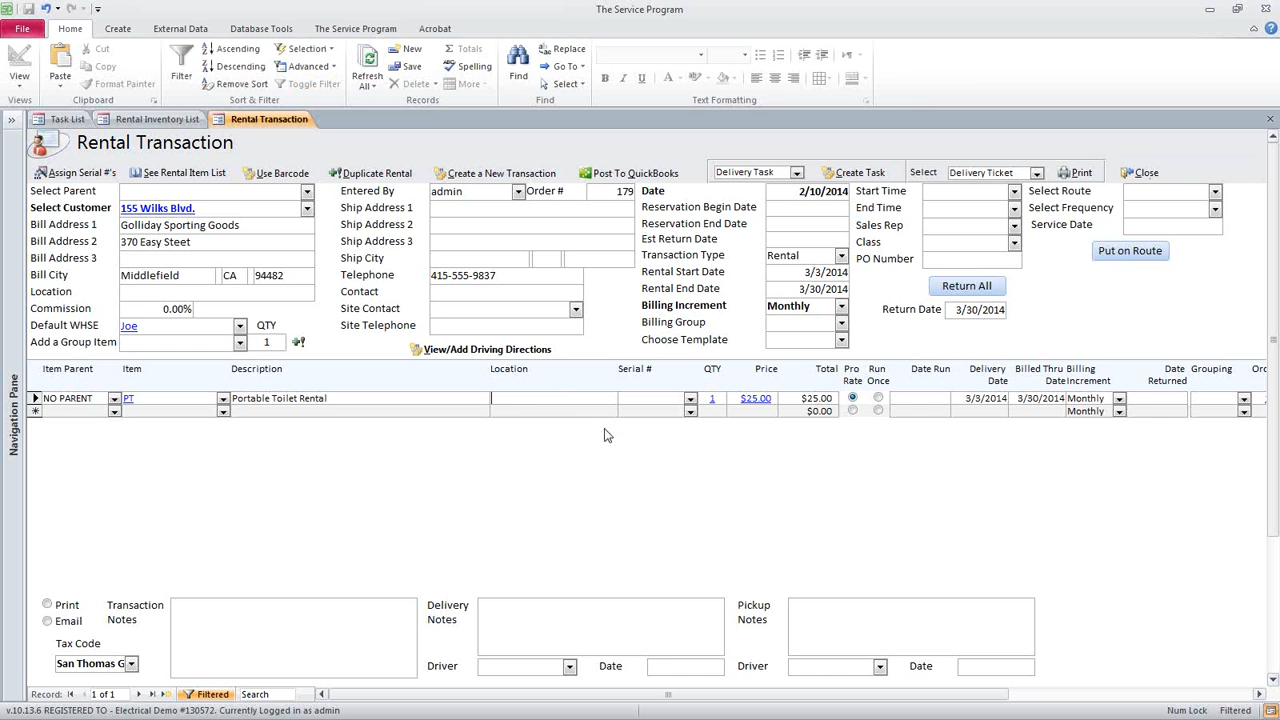 The Service Program
File Home Create External Data Database Tools The Service Program Acrobat
View Paste Cut Copy Format Painter Filter Ascending Descending Remove Sort Selection Advanced Toggle Filter Refresh All New Save Delete Totals Spelling More Find Replace Go To Select
Views Clipboard Sort & Filter Records Find Text Formatting
Task List Rental Inventory List Rental Transaction
Rental Transaction
Assign Serial #'s See Rental Item List Use Barcode Duplicate Rental Create a New Transaction Post To QuickBooks Delivery Task Create Task Select Delivery Ticket Print Close
Select Parent Entered By admin Order # 179 Date 2/10/2014 Start Time Select Route
Select Customer 155 Wilks Blvd. Ship Address 1 Reservation Begin Date End Time Select Frequency
Bill Address 1 Golliday Sporting Goods Ship Address 2 Reservation End Date Sales Rep Service Date
Bill Address 2 370 Easy Steet Ship Address 3 Est Return Date Class
Bill Address 3 Ship City Transaction Type Rental PO Number Put on Route
Bill City Middlefield CA 94482 Telephone 415-555-9837 Rental Start Date 3/3/2014
Location Contact Rental End Date 3/30/2014 Return All
Commission 0.00% Site Contact Billing Increment Monthly Return Date 3/30/2014
Default WHSE Joe QTY Site Telephone Billing Group
Add a Group Item 1 Choose Template
View/Add Driving Directions
Item Parent Item Description Location Serial # QTY Price Total Pro Rate Run Once Date Run Delivery Date Billed Thru Date Billing Increment Date Returned Grouping
NO PARENT PT Portable Toilet Rental 1 $25.00 $25.00 3/3/2014 3/30/2014 Monthly
$0.00 Monthly
Navigation Pane
Print Transaction Notes Delivery Notes Pickup Notes
Email
Tax Code
San Thomas G Driver Date Driver Date
Record: 1 of 1 Filtered Search
v.10.13.6 REGISTERED TO - Electrical Demo #130572. Currently Logged in as admin Num Lock Filtered